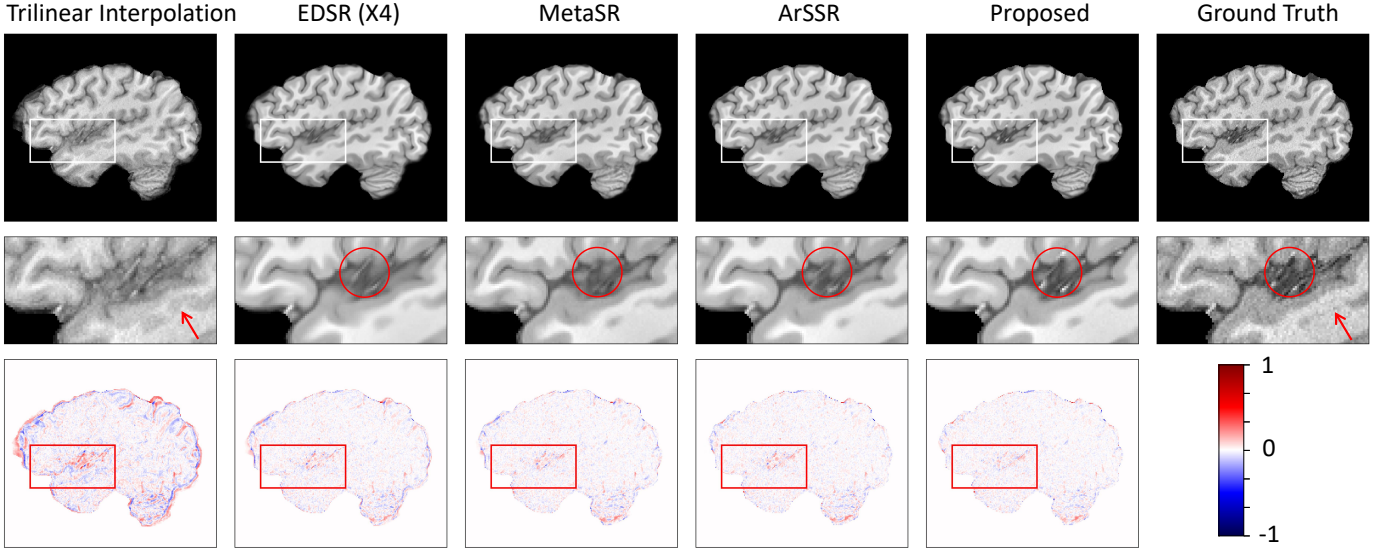 Trilinear Interpolation
EDSR (X4)
MetaSR
ArSSR
Proposed
Ground Truth
1
0
-1